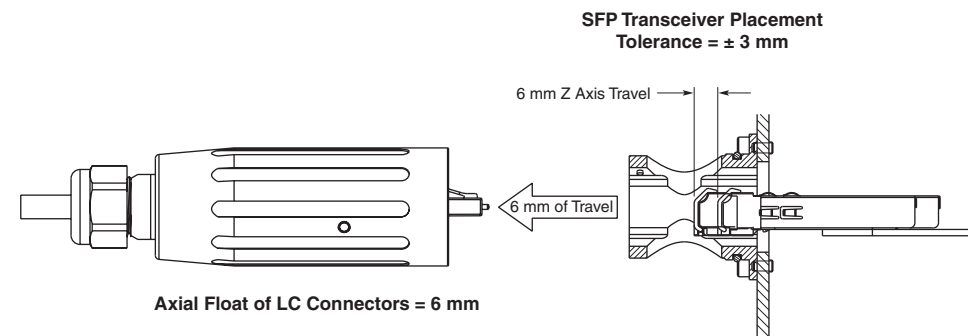 SFP Transceiver Placement
Tolerance = ± 3 mm
6 mm Z Axis Travel
6 mm of Travel
Axial Float of LC Connectors = 6 mm